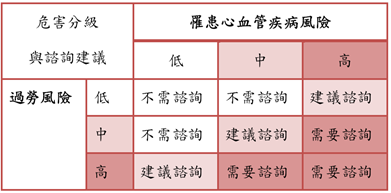 危害分級
與諮詢建議
罹患心血管疾病風險
低 中 高
過勞風險 低 不需諮詢 不需諮詢 建議諮詢
中 不需諮詢 建議諮詢 需要諮詢
高 建議諮詢 需要諮詢 需要諮詢